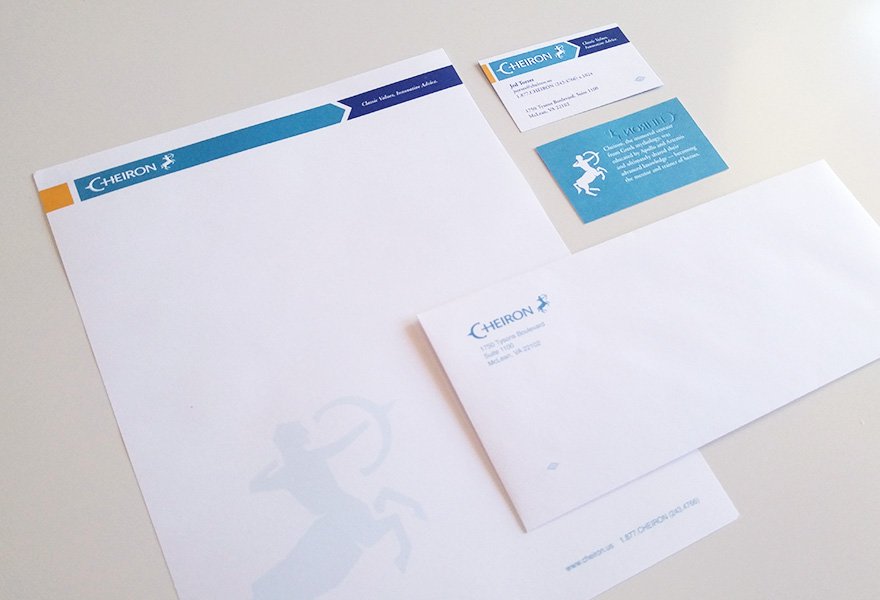 CHEIRON
Classic Values, Innovative Advice.
www.cheiron.us 1.877.CHEIRON (243.4766)
CHEIRON
Classic Values,
Innovative Advice.
Jed Torres
1.877.CHEIRON (243.4766) x 1024
1750 Tysons Boulevard, Suite 1100
McLean, VA 22102
CHEIRON
Cheiron, the immortal centaur
from Greek mythology, was
educated by Apollo and Artemis
and ultimately shared their
advanced knowledge – becoming
the mentor and trainer of heroes.
CHEIRON
1750 Tysons Boulevard
Suite 1100
McLean, VA 22102